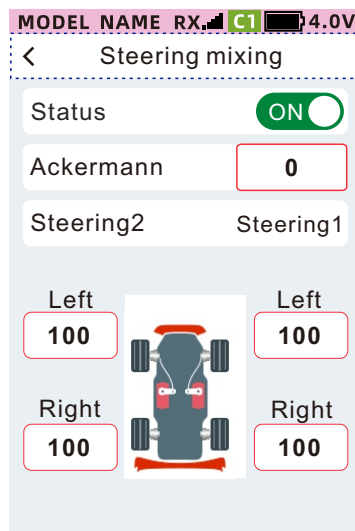 MODEL NAME RX C1 4.0V
< Steering mixing
Status ON
Ackermann 0
Steering2 Steering1
Left Left
100 100
Right Right
100 100